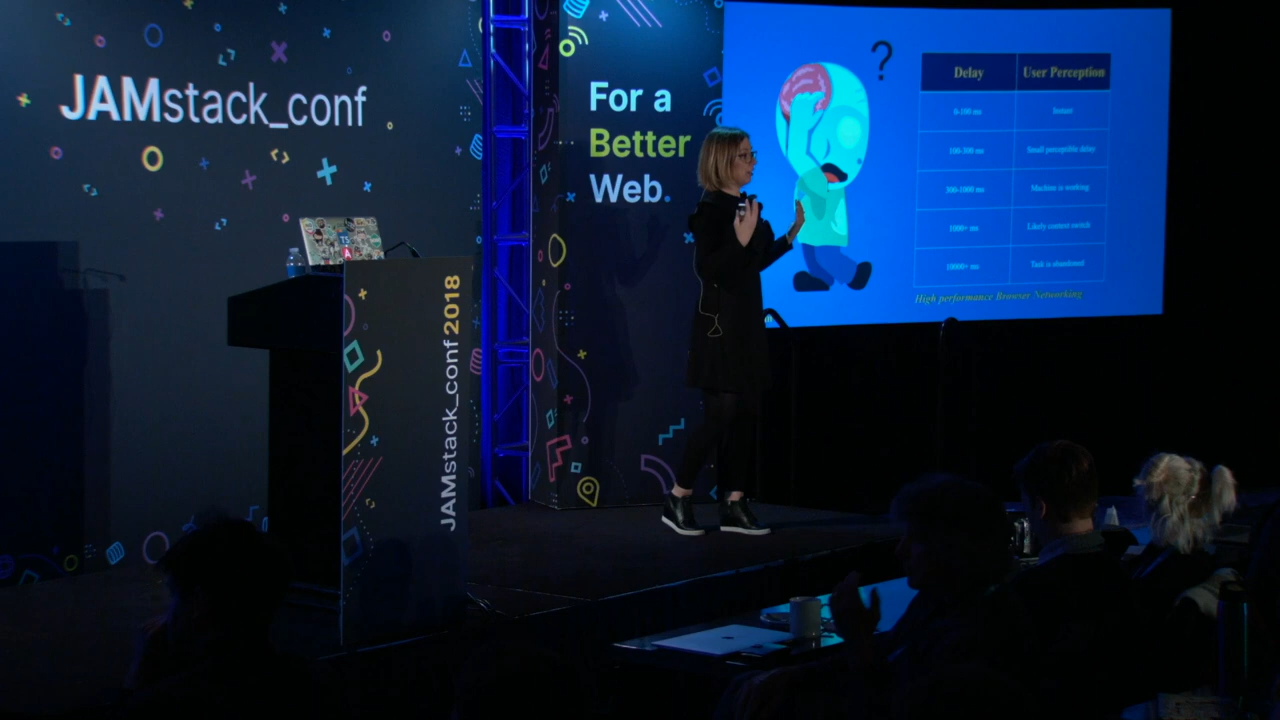 JAMstack_conf
For a
Better
Web.
JAMstack_conf 2018
TS
A
?
Delay User Perception
0-100 ms Instant
100-300 ms Small perceptible delay
300-1000 ms Machine is working
1000+ ms Likely context switch
10000+ ms Task is abandoned
High performance Browser Networking